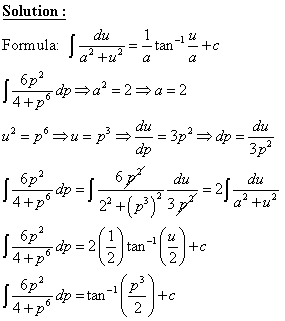 Solution :
Formula: ∫ du/(a² + u²) = (1/a) tan⁻¹ (u/a) + c
∫ 6p²/(4 + p⁶) dp ⇒ a² = 2 ⇒ a = 2
u² = p⁶ ⇒ u = p³ ⇒ du/dp = 3p² ⇒ dp = du/(3p²)
∫ 6p²/(4 + p⁶) dp = ∫ 6p²/(2² + (p³)²) du/(3p²) = 2∫ du/(a² + u²)
∫ 6p²/(4 + p⁶) dp = 2(1/2) tan⁻¹ (u/2) + c
∫ 6p²/(4 + p⁶) dp = tan⁻¹ (p³/2) + c